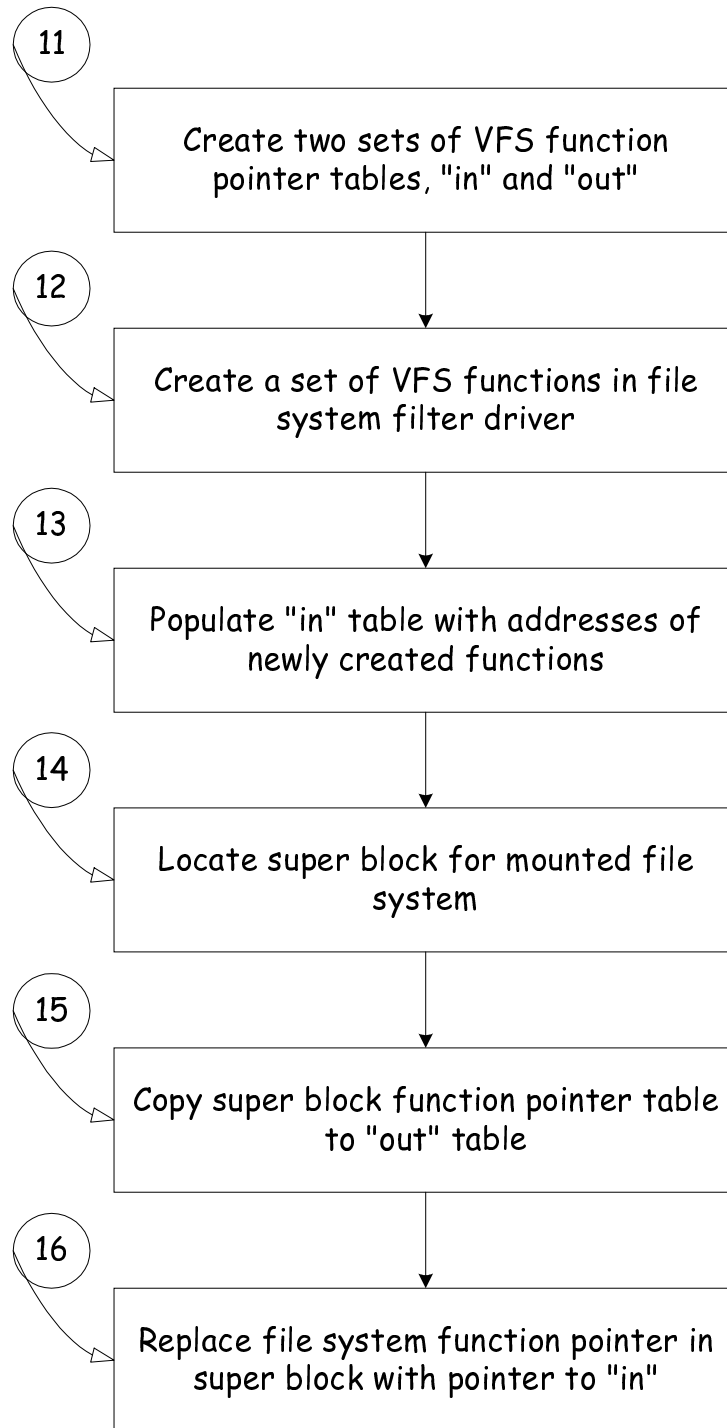 11
Create two sets of VFS function
pointer tables, "in" and "out"
12
Create a set of VFS functions in file
system filter driver
13
Populate "in" table with addresses of
newly created functions
14
Locate super block for mounted file
system
15
Copy super block function pointer table
to "out" table
16
Replace file system function pointer in
super block with pointer to "in"